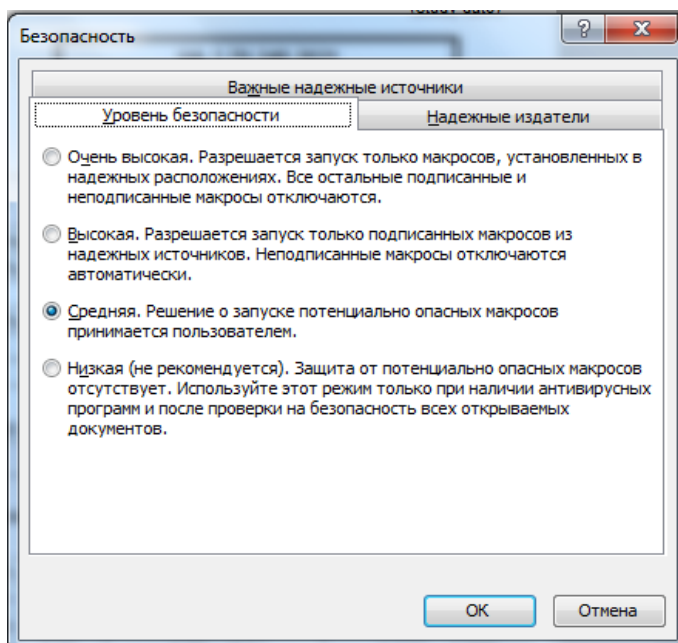 Безопасность
Важные надежные источники
Уровень безопасности
Надежные издатели
Очень высокая. Разрешается запуск только макросов, установленных в
надежных расположениях. Все остальные подписанные и
неподписанные макросы отключаются.
Высокая. Разрешается запуск только подписанных макросов из
надежных источников. Неподписанные макросы отключаются
автоматически.
Средняя. Решение о запуске потенциально опасных макросов
принимается пользователем.
Низкая (не рекомендуется). Защита от потенциально опасных макросов
отсутствует. Используйте этот режим только при наличии антивирусных
программ и после проверки на безопасность всех открываемых
документов.
OK
Отмена